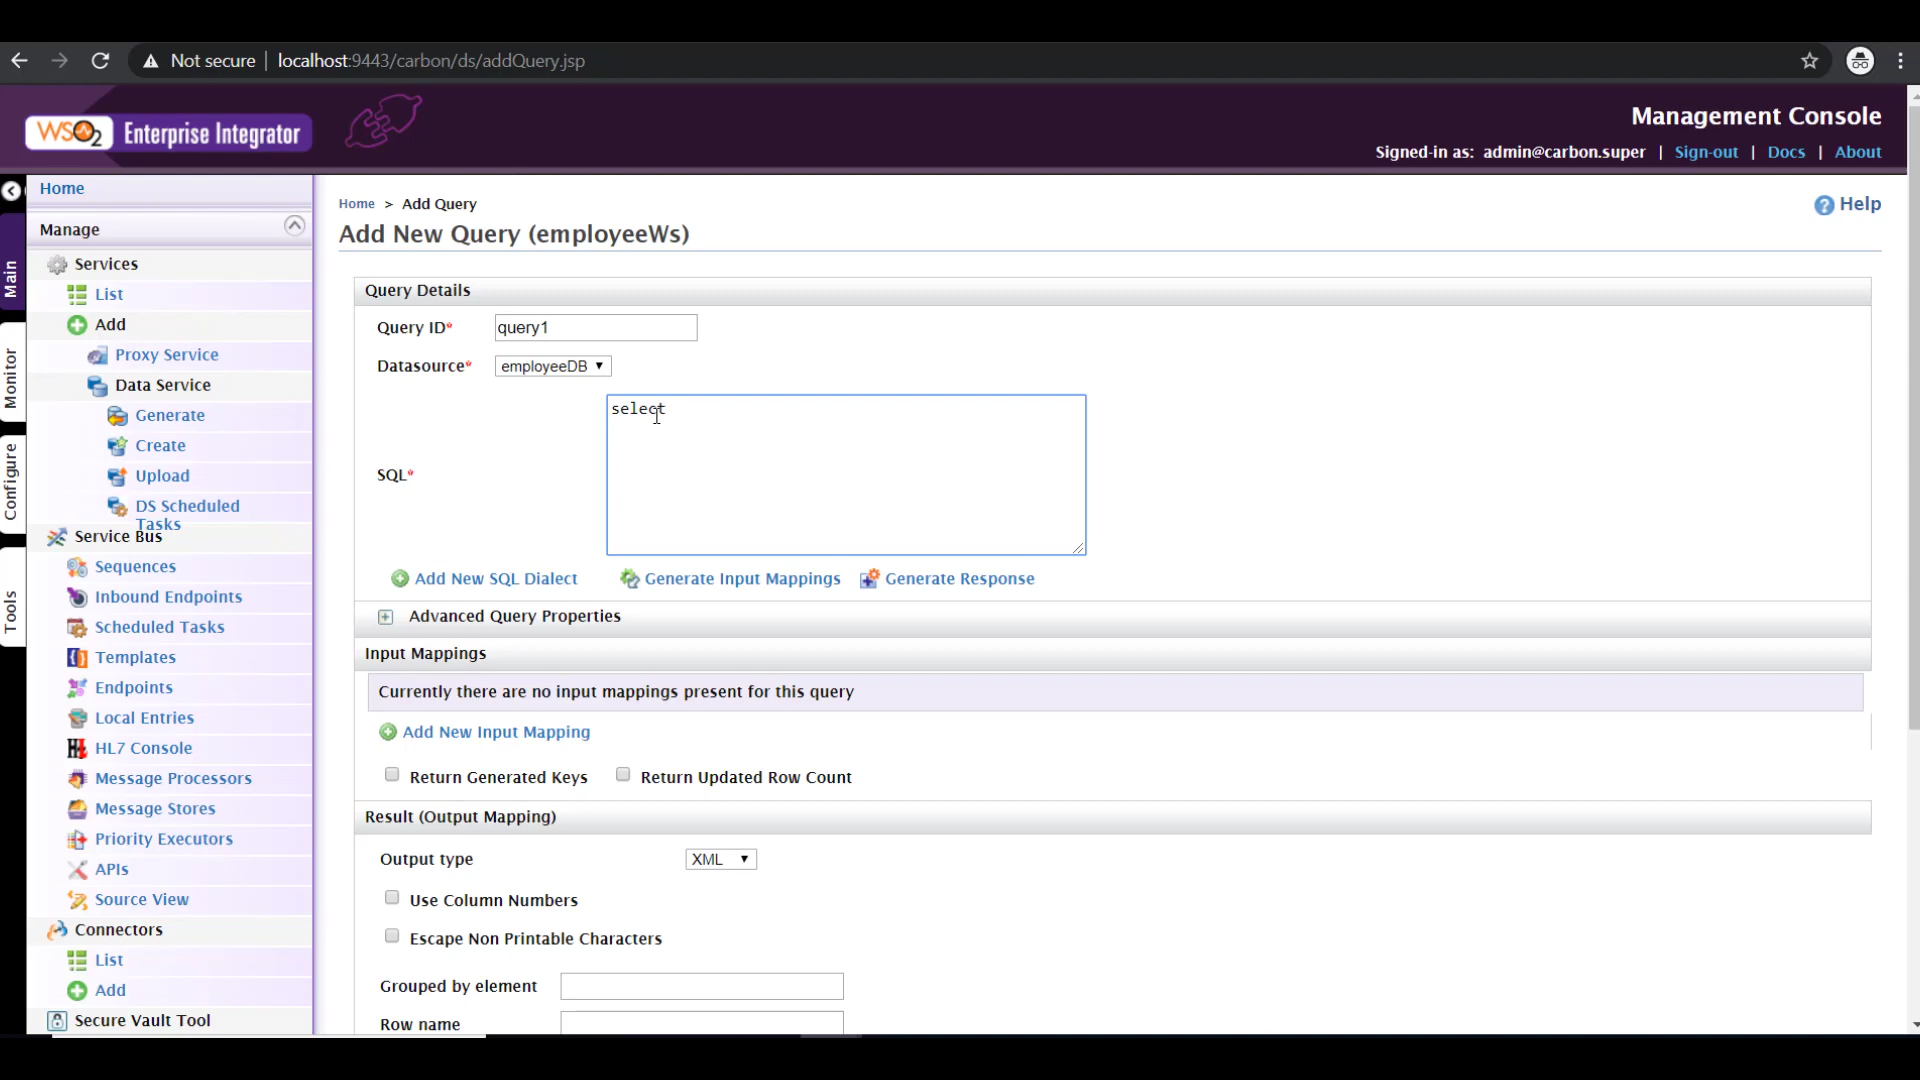 Not secure | localhost:9443/carbon/ds/addQuery.jsp
WSO2 Enterprise Integrator
Management Console
Signed-in as: admin@carbon.super | Sign-out | Docs | About
Main
Monitor
Configure
Tools
Home
Manage
Services
List
Add
Proxy Service
Data Service
Generate
Create
Upload
DS Scheduled
Tasks
Service Bus
Sequences
Inbound Endpoints
Scheduled Tasks
Templates
Endpoints
Local Entries
HL7 Console
Message Processors
Message Stores
Priority Executors
APIs
Source View
Connectors
List
Add
Secure Vault Tool
Home > Add Query
Help
Add New Query (employeeWs)
Query Details
Query ID* query1
Datasource* employeeDB
SQL*
select
Add New SQL Dialect Generate Input Mappings Generate Response
Advanced Query Properties
Input Mappings
Currently there are no input mappings present for this query
Add New Input Mapping
Return Generated Keys Return Updated Row Count
Result (Output Mapping)
Output type XML
Use Column Numbers
Escape Non Printable Characters
Grouped by element
Row name